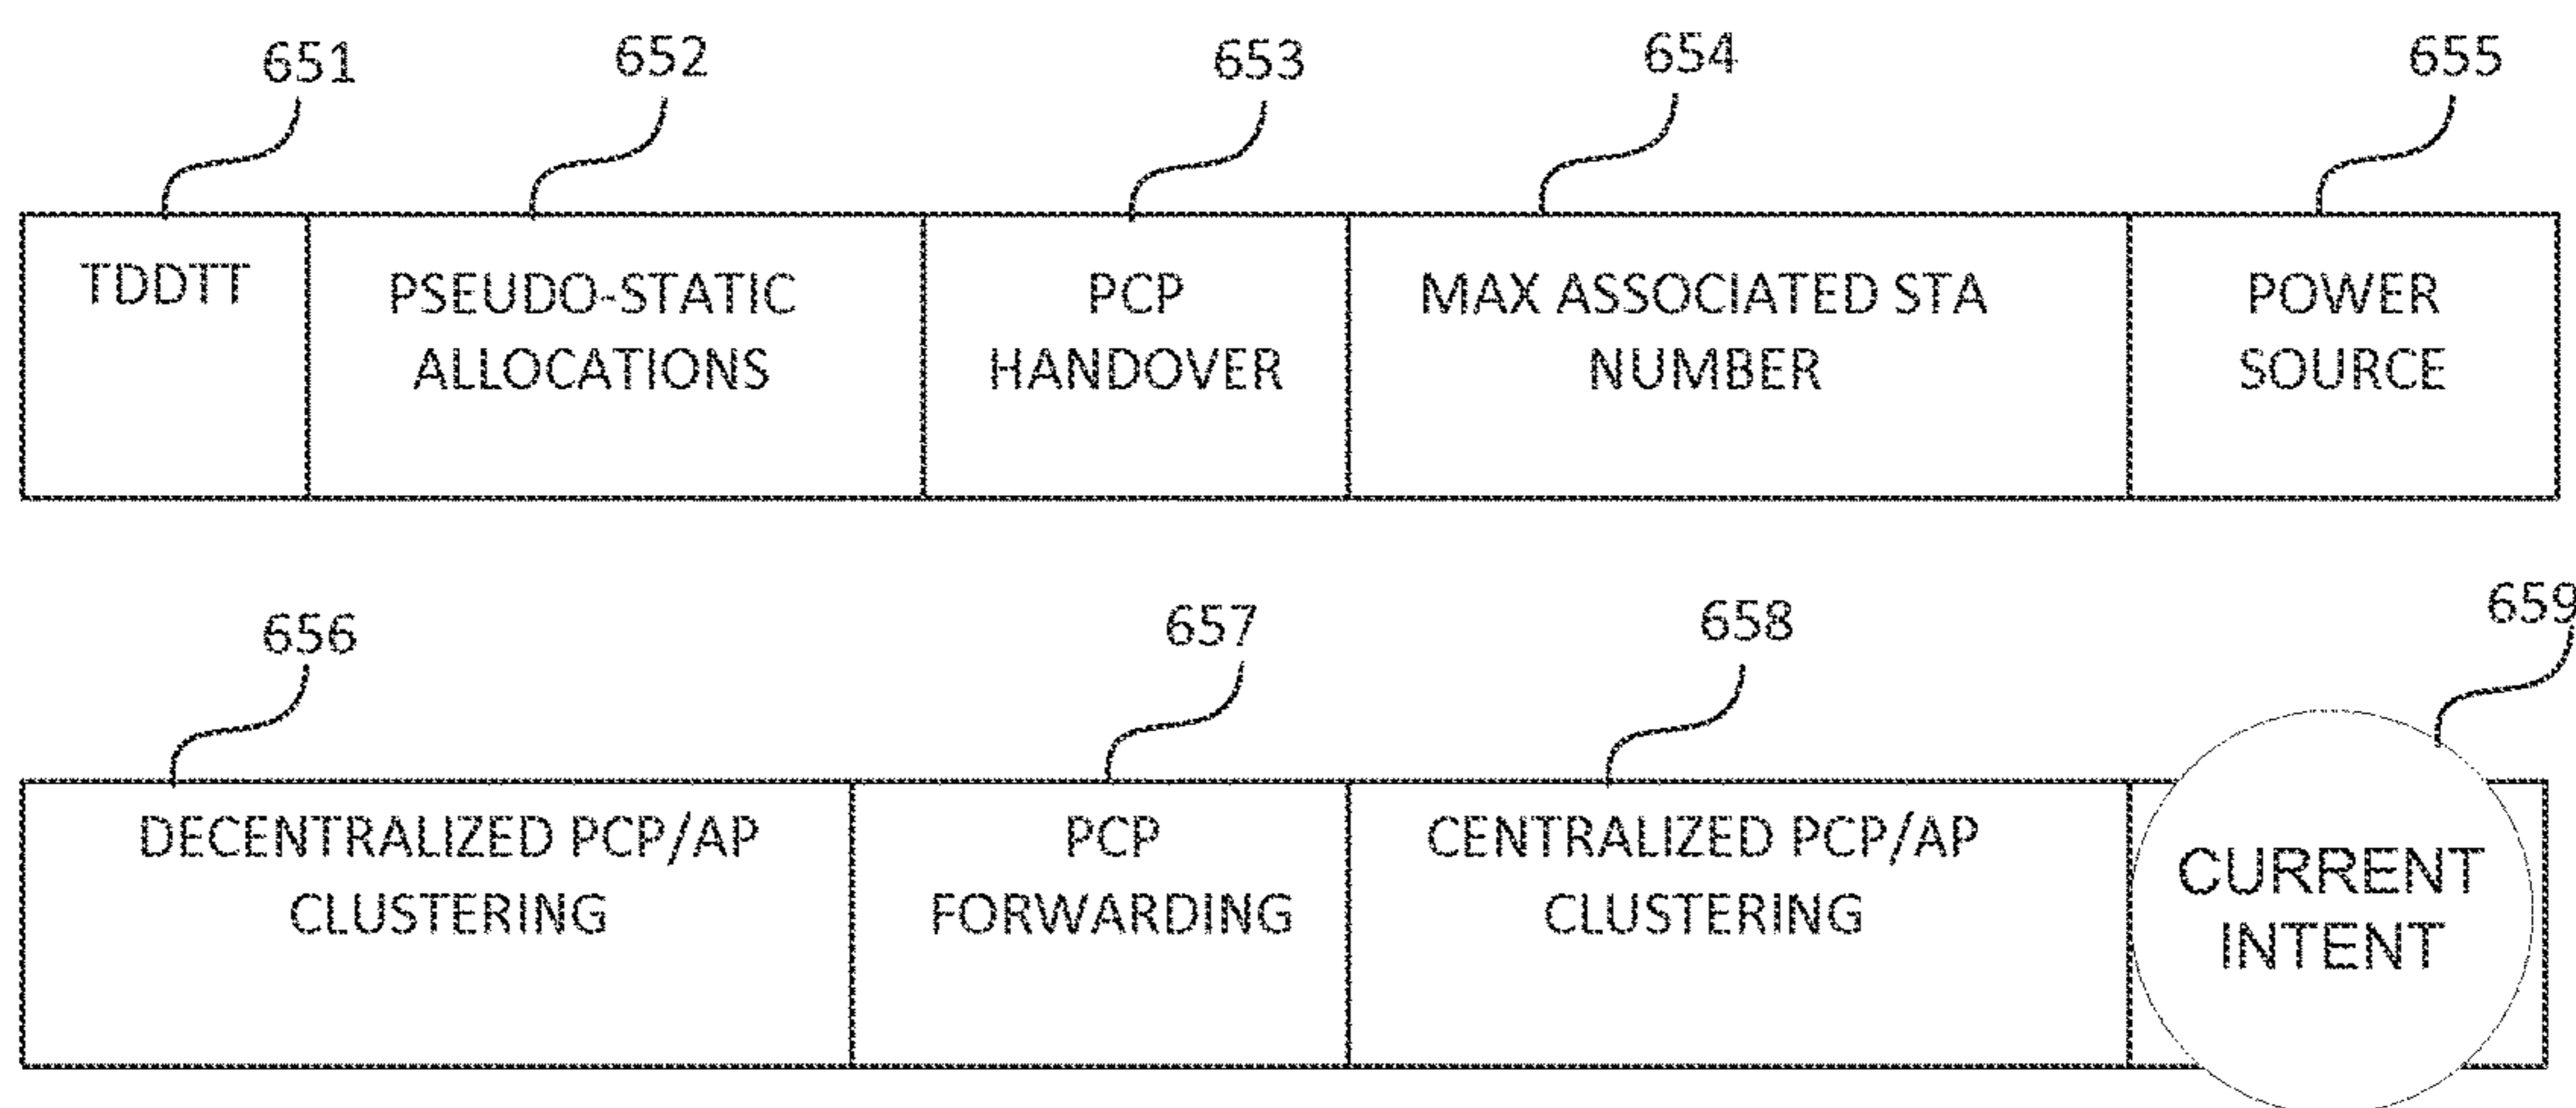 651 652 653 654 655
TDDTT PSEUDO-STATIC PCP MAX ASSOCIATED STA POWER
ALLOCATIONS HANDOVER NUMBER SOURCE
656 657 658 659
DECENTRALIZED PCP/AP PCP CENTRALIZED PCP/AP CURRENT
CLUSTERING FORWARDING CLUSTERING INTENT